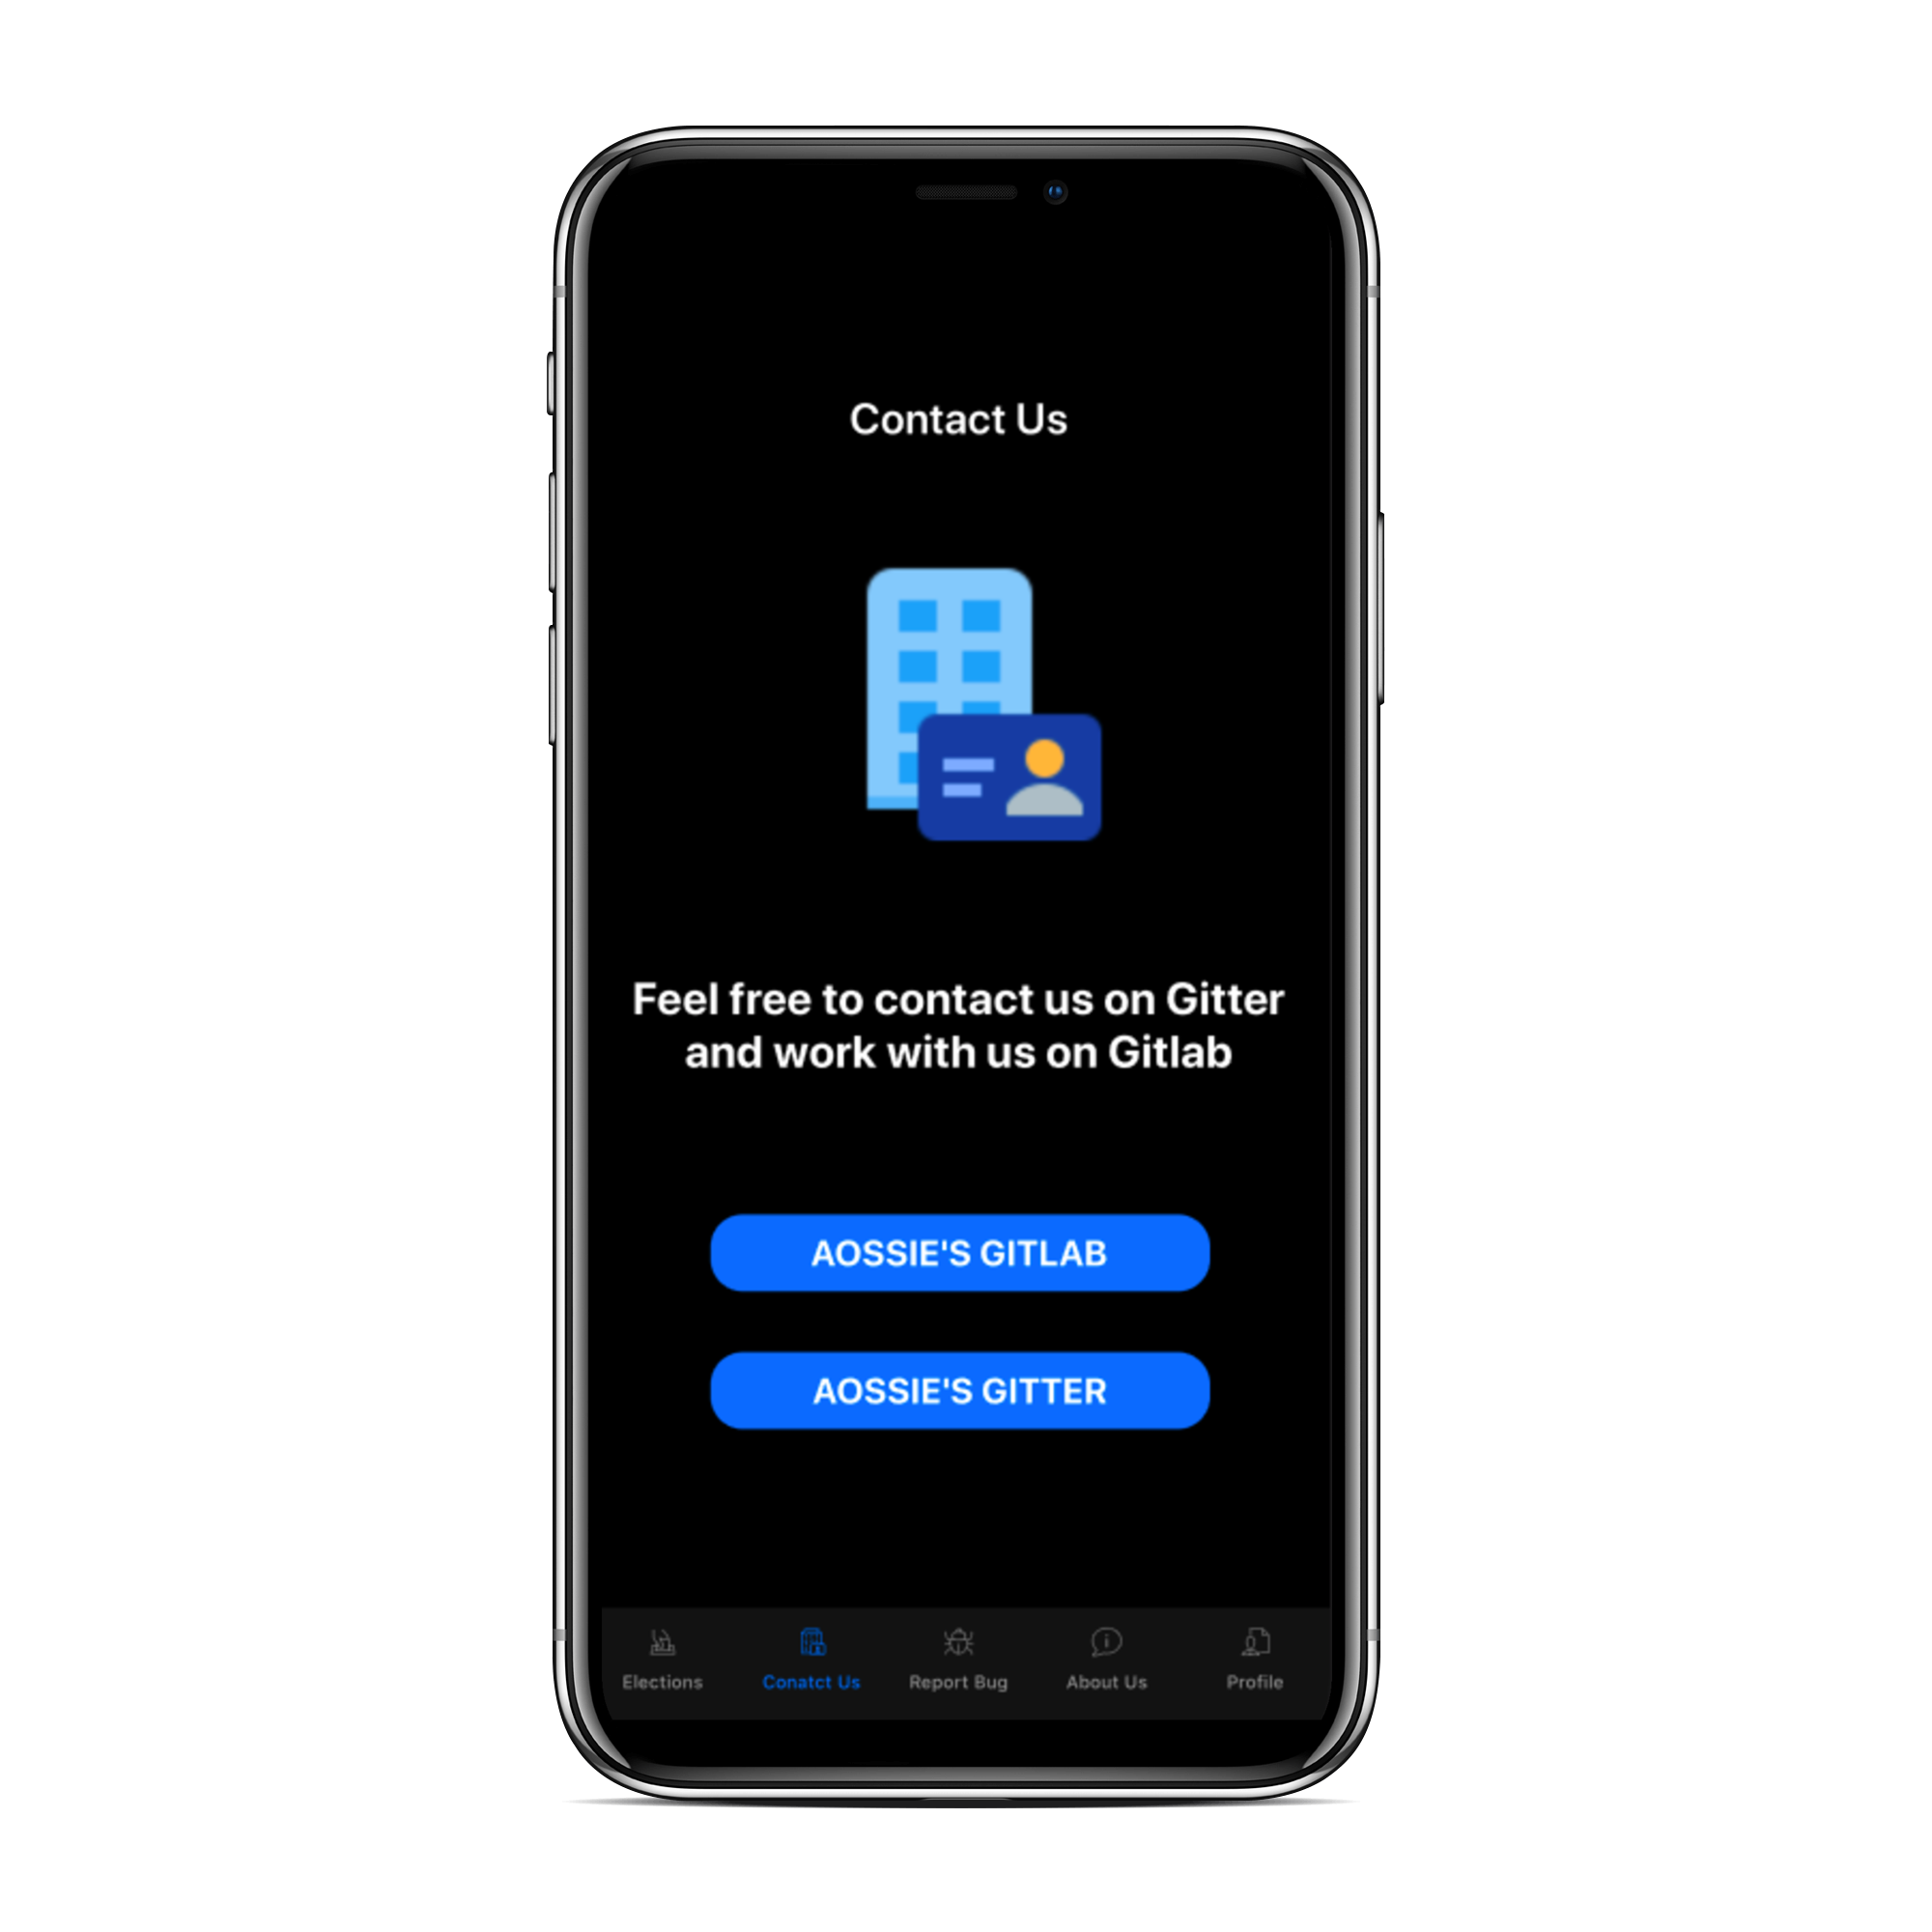 Contact Us
Feel free to contact us on Gitter
and work with us on Gitlab
AOSSIE'S GITLAB
AOSSIE'S GITTER
Elections
Conatct Us
Report Bug
About Us
Profile